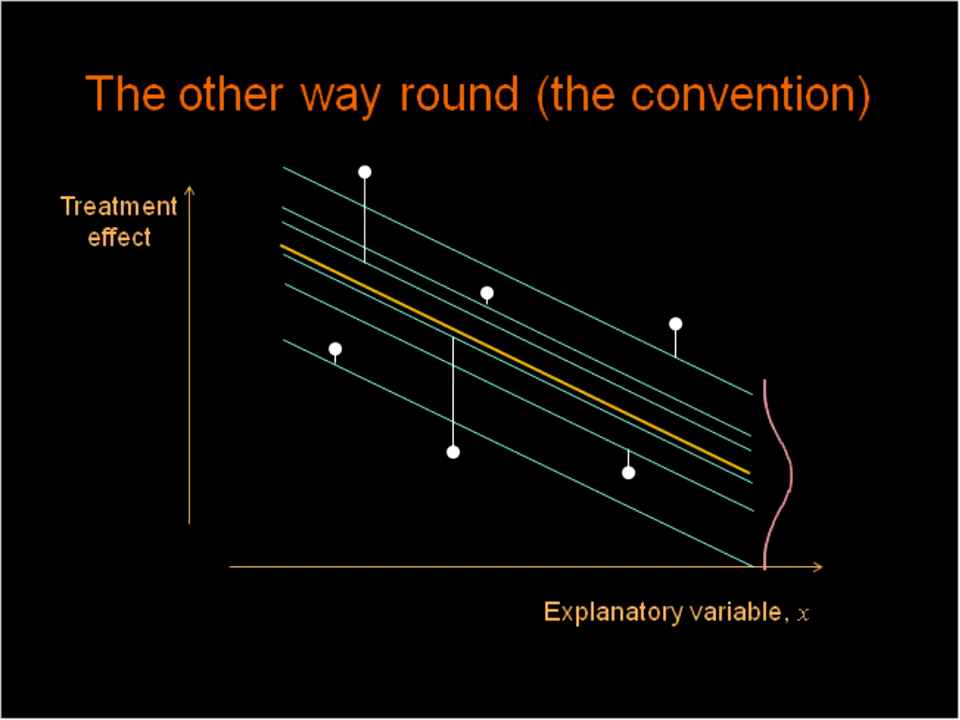 The other way round (the convention)
Treatment
effect
Explanatory variable, x